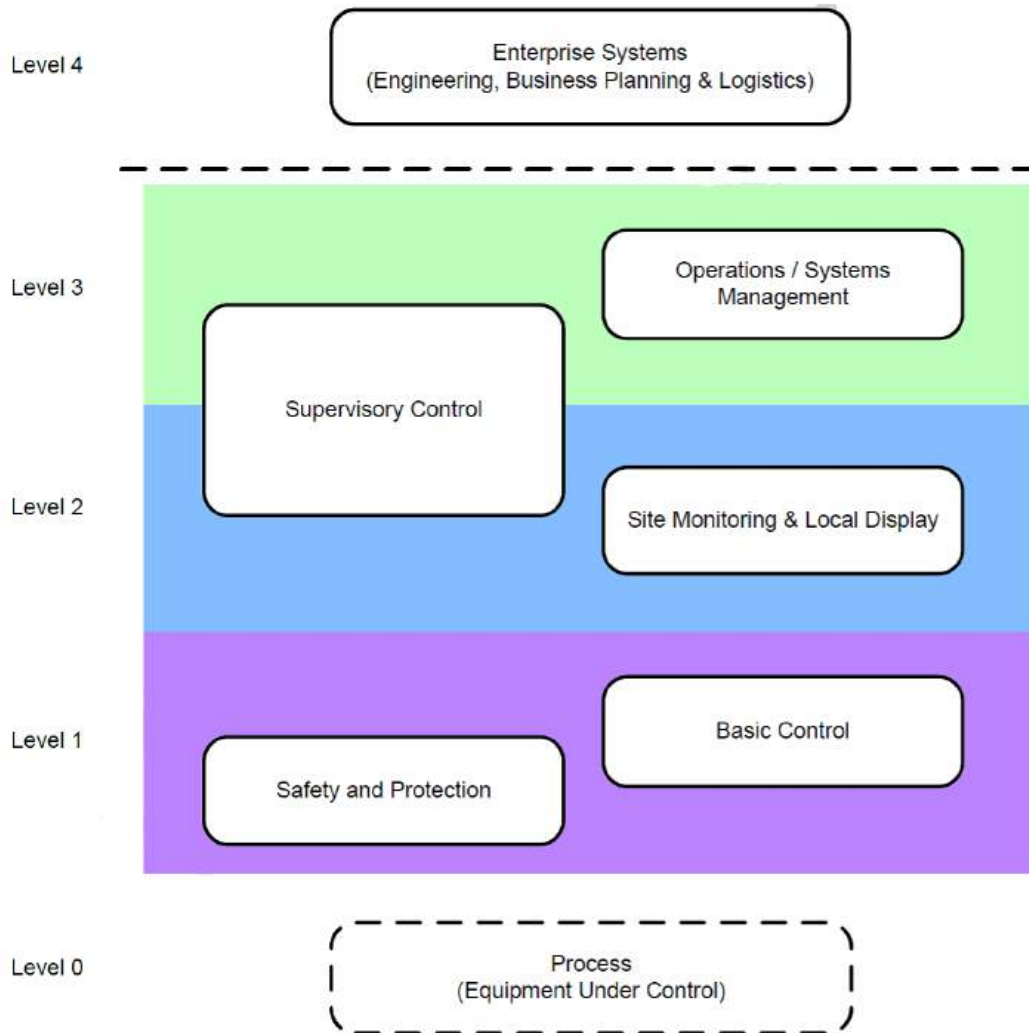 Level 4
Enterprise Systems
(Engineering, Business Planning & Logistics)
Level 3
Operations / Systems
Management
Supervisory Control
Level 2
Site Monitoring & Local Display
Level 1
Basic Control
Safety and Protection
Level 0
Process
(Equipment Under Control)